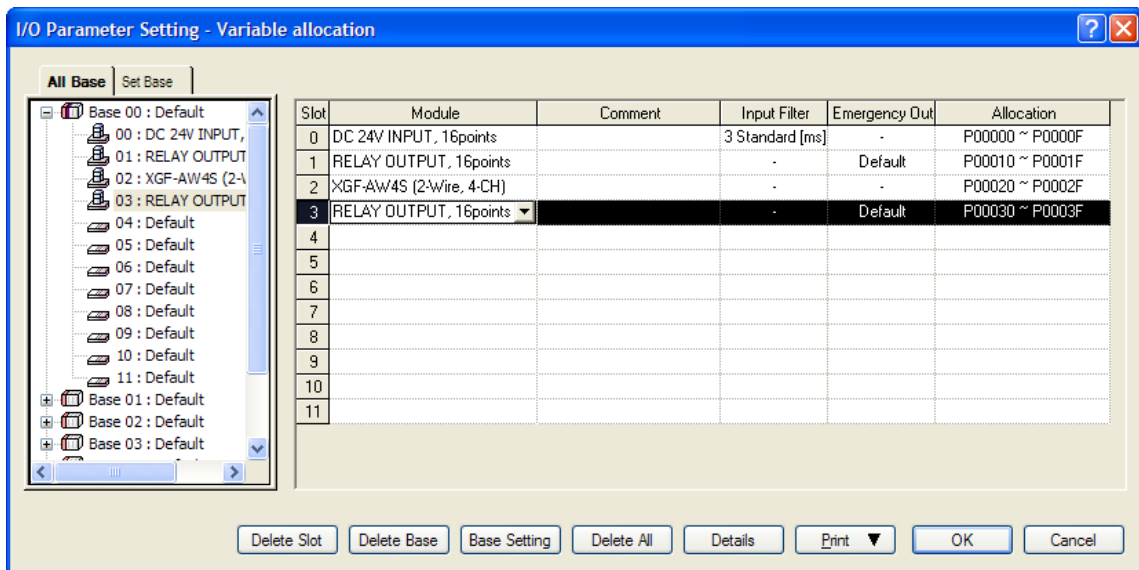 I/O Parameter Setting - Variable allocation
All Base Set Base
Base 00 : Default
00 : DC 24V INPUT,
01 : RELAY OUTPUT
02 : XGF-AW4S (2-W
03 : RELAY OUTPUT
04 : Default
05 : Default
06 : Default
07 : Default
08 : Default
09 : Default
10 : Default
11 : Default
Base 01 : Default
Base 02 : Default
Base 03 : Default
Slot Module Comment Input Filter Emergency Out Allocation
0 DC 24V INPUT, 16points 3 Standard [ms] - P00000 ~ P0000F
1 RELAY OUTPUT, 16points - Default P00010 ~ P0001F
2 XGF-AW4S (2-Wire, 4-CH) - - P00020 ~ P0002F
3 RELAY OUTPUT, 16points - Default P00030 ~ P0003F
4
5
6
7
8
9
10
11
Delete Slot Delete Base Base Setting Delete All Details Print ▼ OK Cancel